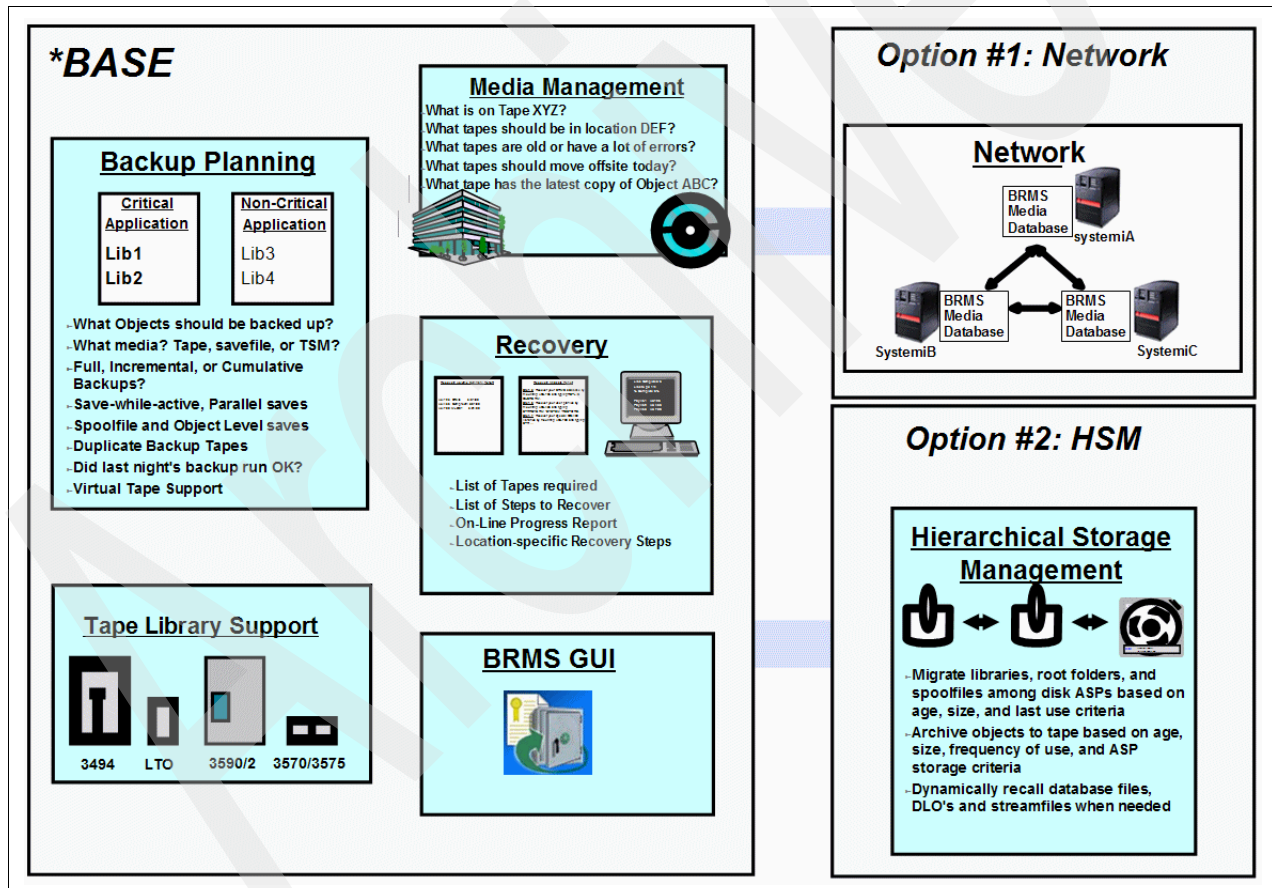 *BASE
Backup Planning
Critical
Application
Lib1
Lib2
Non-Critical
Application
Lib3
Lib4
What Objects should be backed up?
What media? Tape, savefile, or TSM?
Full, Incremental, or Cumulative
Backups?
Save-while-active, Parallel saves
Spoolfile and Object Level saves
Duplicate Backup Tapes
Did last night's backup run OK?
Virtual Tape Support
Tape Library Support
3494
LTO
3590/2
3570/3575
Media Management
What is on Tape XYZ?
What tapes should be in location DEF?
What tapes are old or have a lot of errors?
What tapes should move offsite today?
What tape has the latest copy of Object ABC?
Recovery
List of Tapes required
List of Steps to Recover
On-Line Progress Report
Location-specific Recovery Steps
BRMS GUI
Option #1: Network
Network
BRMS
Media
Database
systemiA
BRMS
Media
Database
SystemiB
BRMS
Media
Database
SystemiC
Option #2: HSM
Hierarchical Storage
Management
Migrate libraries, root folders, and
spoolfiles among disk ASPs based on
age, size, and last use criteria
Archive objects to tape based on age,
size, frequency of use, and ASP
storage criteria
Dynamically recall database files,
DLO's and streamfiles when needed